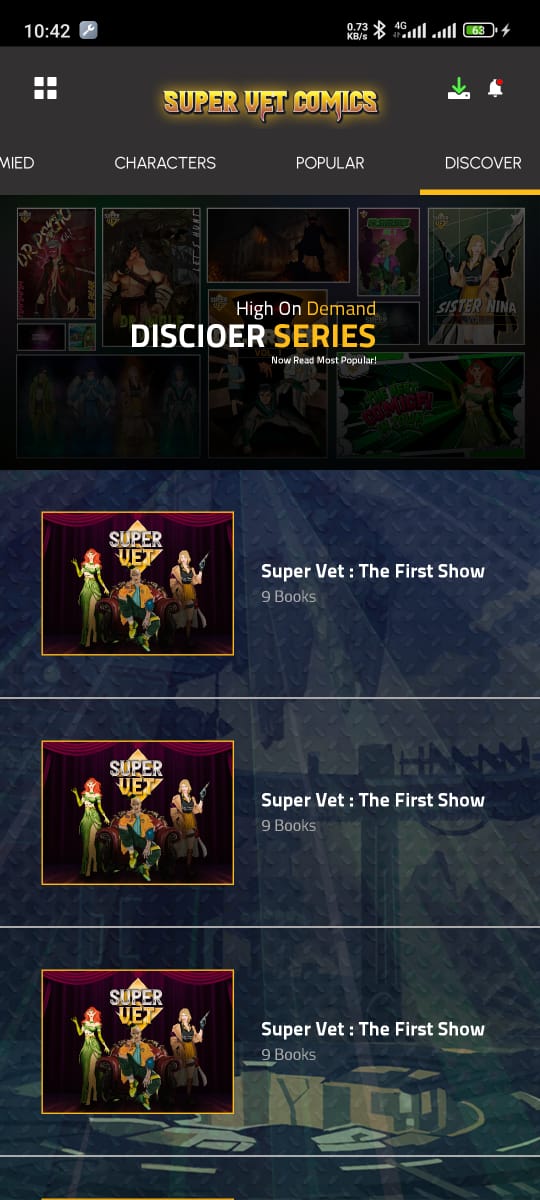 10:42
0.73
KB/s
4G
63
SUPER VET COMICS
MIED
CHARACTERS
POPULAR
DISCOVER
DR. PSYCHO
SISTER NINA
High On Demand
DISCIOER SERIES
Now Read Most Popular!
SUPER
VET
Super Vet : The First Show
9 Books
SUPER
VET
Super Vet : The First Show
9 Books
SUPER
VET
Super Vet : The First Show
9 Books